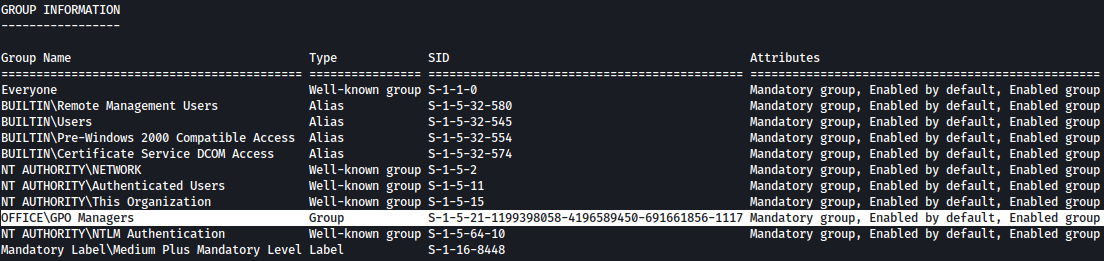 GROUP INFORMATION
-----------------
Group Name                                 Type             SID                                           Attributes
========================================== ================ ============================================= ==================================================
Everyone                                   Well-known group S-1-1-0                                       Mandatory group, Enabled by default, Enabled group
BUILTIN\Remote Management Users            Alias            S-1-5-32-580                                  Mandatory group, Enabled by default, Enabled group
BUILTIN\Users                              Alias            S-1-5-32-545                                  Mandatory group, Enabled by default, Enabled group
BUILTIN\Pre-Windows 2000 Compatible Access Alias            S-1-5-32-554                                  Mandatory group, Enabled by default, Enabled group
BUILTIN\Certificate Service DCOM Access    Alias            S-1-5-32-574                                  Mandatory group, Enabled by default, Enabled group
NT AUTHORITY\NETWORK                       Well-known group S-1-5-2                                       Mandatory group, Enabled by default, Enabled group
NT AUTHORITY\Authenticated Users           Well-known group S-1-5-11                                      Mandatory group, Enabled by default, Enabled group
NT AUTHORITY\This Organization             Well-known group S-1-5-15                                      Mandatory group, Enabled by default, Enabled group
OFFICE\GPO Managers                        Group            S-1-5-21-1199398058-4196589450-691661856-1117 Mandatory group, Enabled by default, Enabled group
NT AUTHORITY\NTLM Authentication           Well-known group S-1-5-64-10                                   Mandatory group, Enabled by default, Enabled group
Mandatory Label\Medium Plus Mandatory Level Label            S-1-16-8448